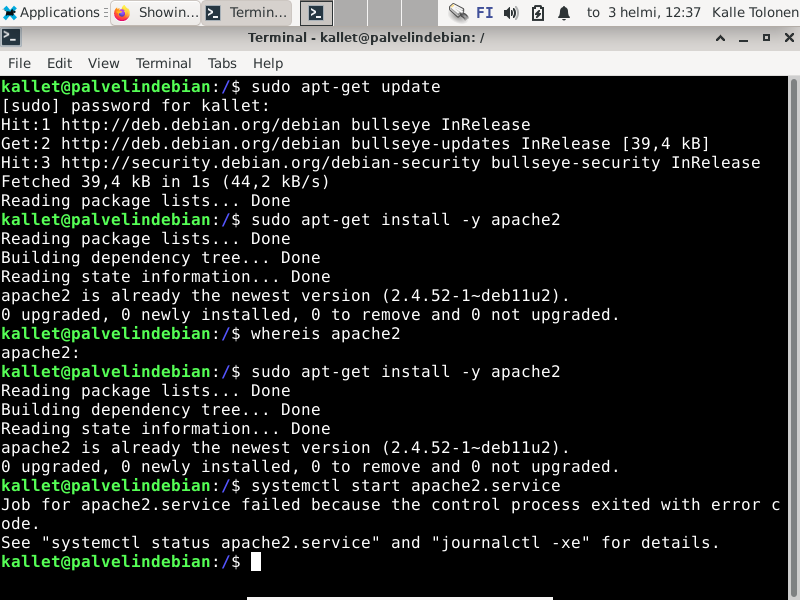 Applications
Showin...
Termin...
FI
to 3 helmi, 12:37
Kalle Tolonen
Terminal - kallet@palvelindebian: /
File Edit View Terminal Tabs Help
kallet@palvelindebian:/$ sudo apt-get update
[sudo] password for kallet:
Hit:1 http://deb.debian.org/debian bullseye InRelease
Get:2 http://deb.debian.org/debian bullseye-updates InRelease [39,4 kB]
Hit:3 http://security.debian.org/debian-security bullseye-security InRelease
Fetched 39,4 kB in 1s (44,2 kB/s)
Reading package lists... Done
kallet@palvelindebian:/$ sudo apt-get install -y apache2
Reading package lists... Done
Building dependency tree... Done
Reading state information... Done
apache2 is already the newest version (2.4.52-1~deb11u2).
0 upgraded, 0 newly installed, 0 to remove and 0 not upgraded.
kallet@palvelindebian:/$ whereis apache2
apache2:
kallet@palvelindebian:/$ sudo apt-get install -y apache2
Reading package lists... Done
Building dependency tree... Done
Reading state information... Done
apache2 is already the newest version (2.4.52-1~deb11u2).
0 upgraded, 0 newly installed, 0 to remove and 0 not upgraded.
kallet@palvelindebian:/$ systemctl start apache2.service
Job for apache2.service failed because the control process exited with error c
ode.
See "systemctl status apache2.service" and "journalctl -xe" for details.
kallet@palvelindebian:/$